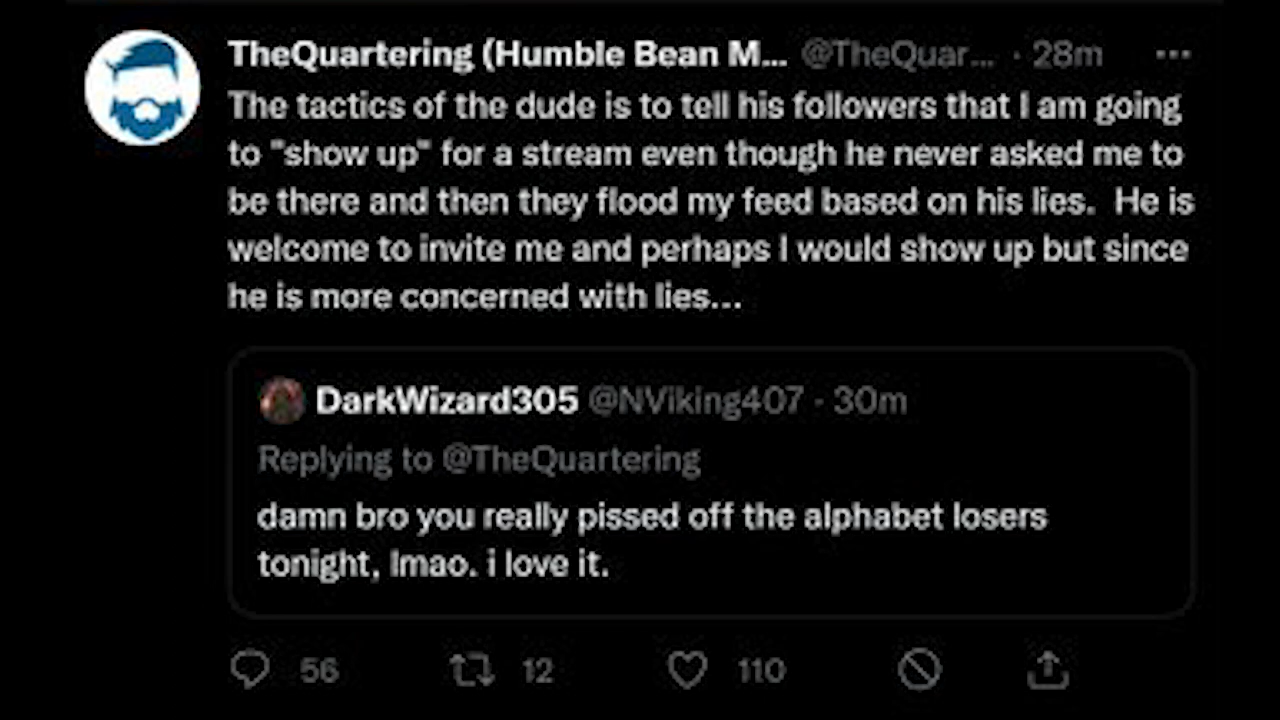 TheQuartering (Humble Bean M... @TheQuar... · 28m ...
The tactics of the dude is to tell his followers that I am going
to "show up" for a stream even though he never asked me to
be there and then they flood my feed based on his lies.  He is
welcome to invite me and perhaps I would show up but since
he is more concerned with lies...
DarkWizard305 @NViking407 · 30m
Replying to @TheQuartering
damn bro you really pissed off the alphabet losers
tonight, lmao. i love it.
56 12 110